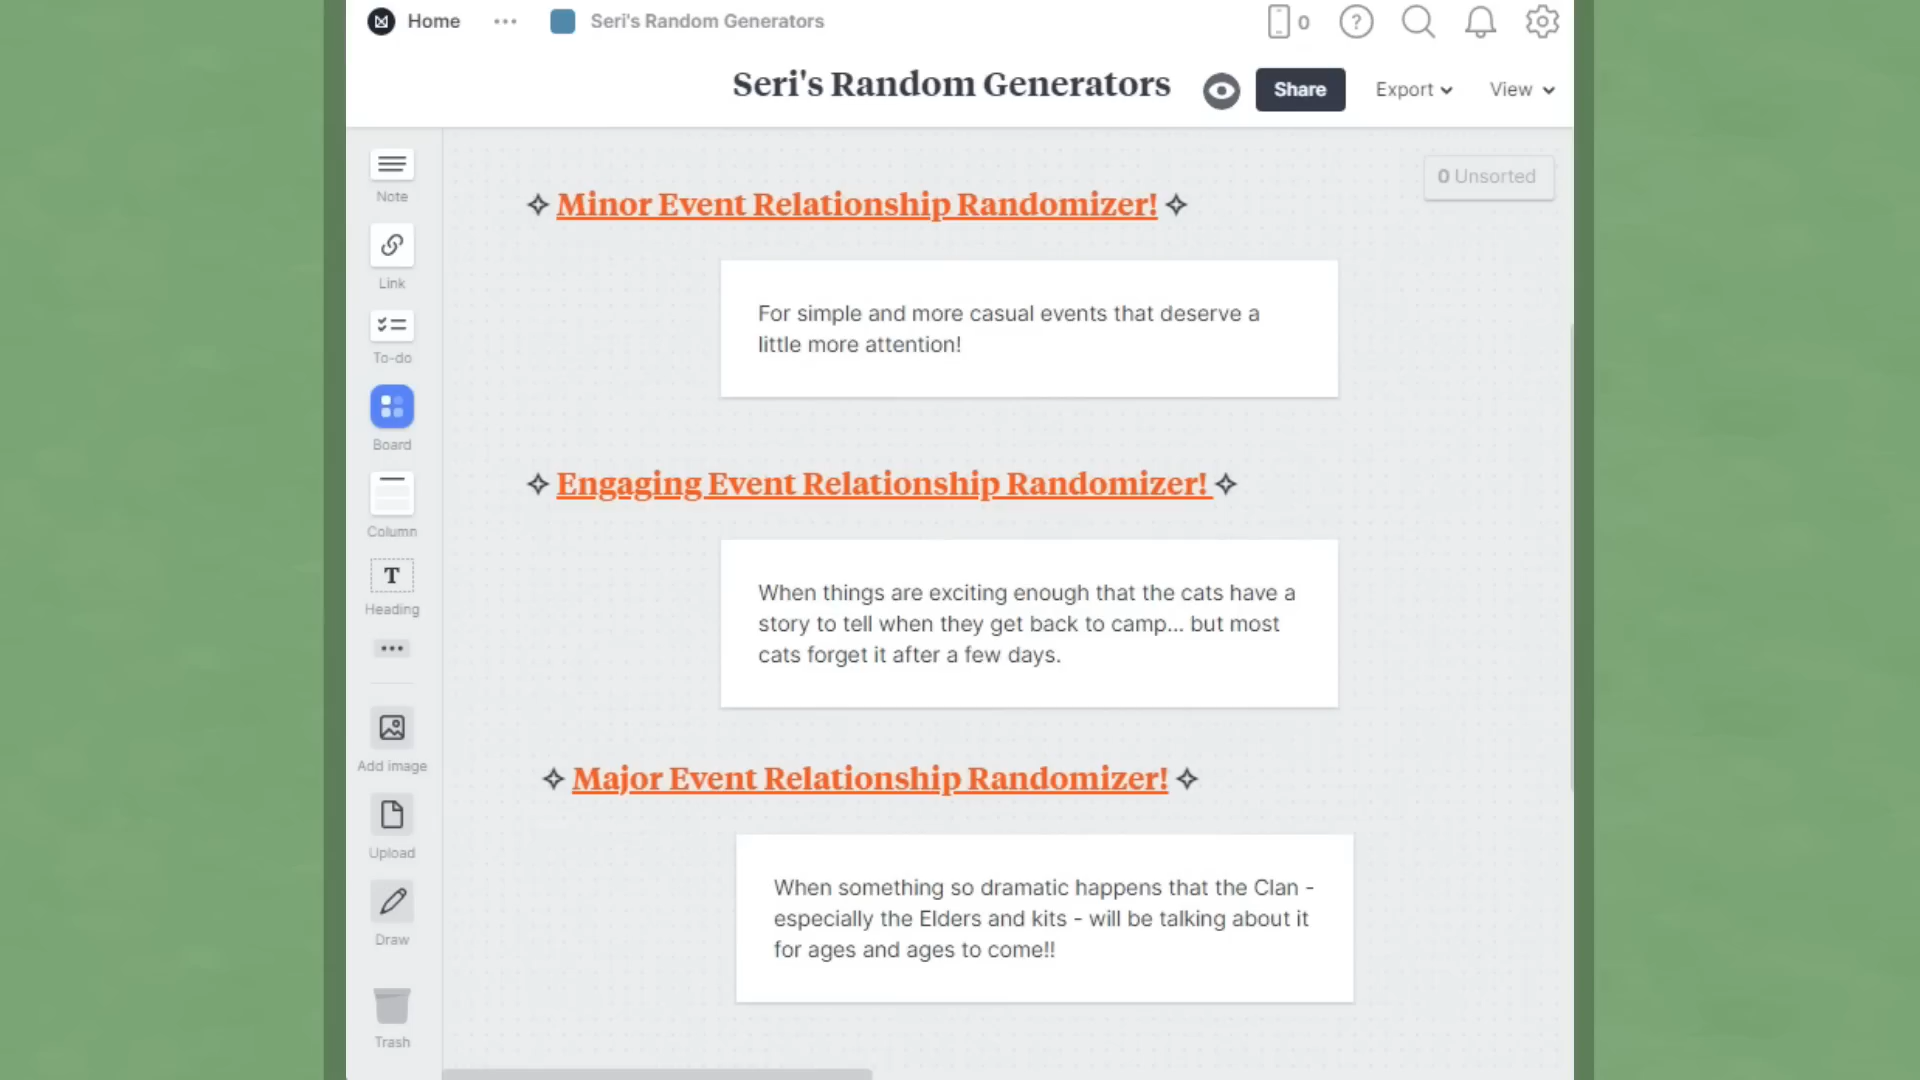 Home ••• Seri's Random Generators 0
Seri's Random Generators Share Export View
0 Unsorted
Note
Link
To-do
Board
Column
T
Heading
Add image
Upload
Draw
Trash
✧ Minor Event Relationship Randomizer! ✧
For simple and more casual events that deserve a
little more attention!
✧ Engaging Event Relationship Randomizer! ✧
When things are exciting enough that the cats have a
story to tell when they get back to camp... but most
cats forget it after a few days.
✧ Major Event Relationship Randomizer! ✧
When something so dramatic happens that the Clan -
especially the Elders and kits - will be talking about it
for ages and ages to come!!